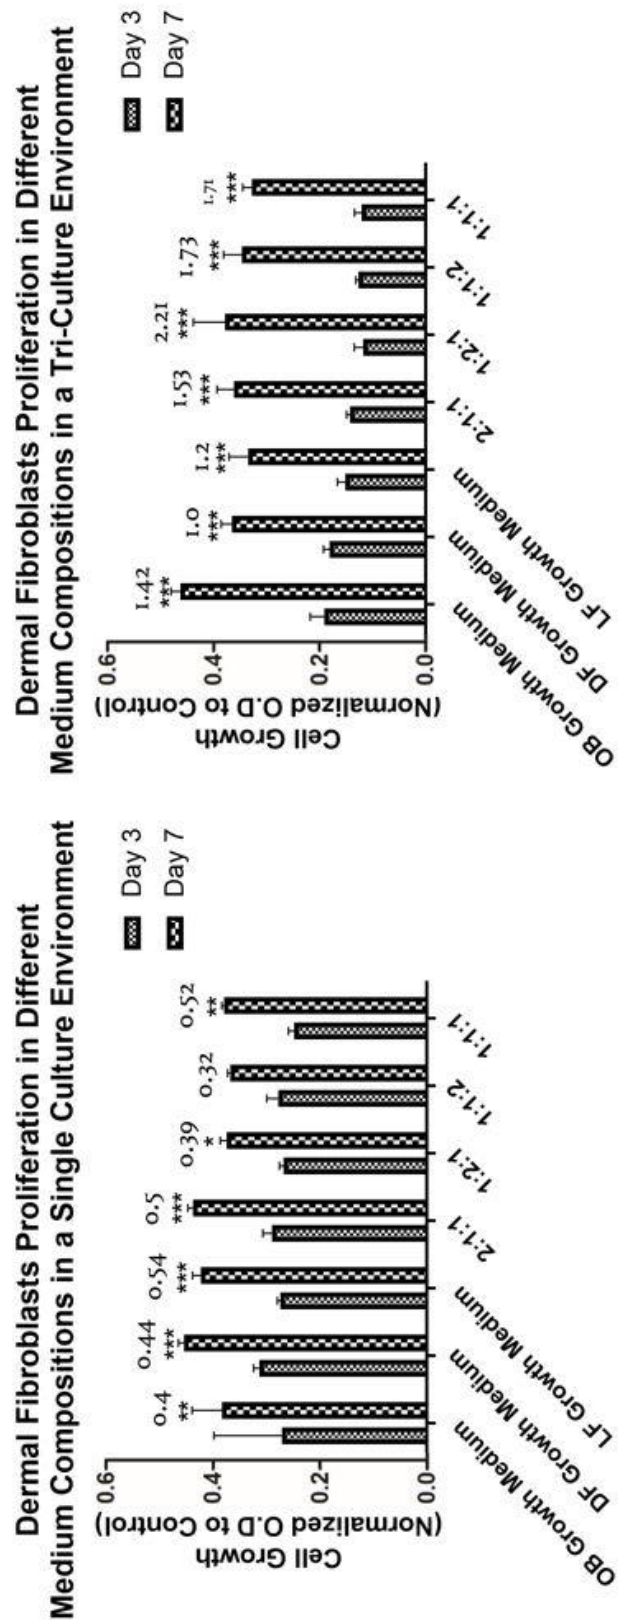 Dermal Fibroblasts Proliferation in Different
Medium Compositions in a Single Culture Environment
Day 3
Day 7
Cell Growth
(Normalized O.D to Control)
0.6
0.4
0.2
0.0
0.4
**
0.44
***
0.54
***
0.5
***
0.39
*
0.32
0.52
**
OB Growth Medium
DF Growth Medium
LF Growth Medium
2:1:1
1:2:1
1:1:2
1:1:1
Dermal Fibroblasts Proliferation in Different
Medium Compositions in a Tri-Culture Environment
Day 3
Day 7
Cell Growth
(Normalized O.D to Control)
0.6
0.4
0.2
0.0
1.42
***
1.0
***
1.2
***
1.53
***
2.21
***
1.73
***
1.71
***
OB Growth Medium
DF Growth Medium
LF Growth Medium
2:1:1
1:2:1
1:1:2
1:1:1